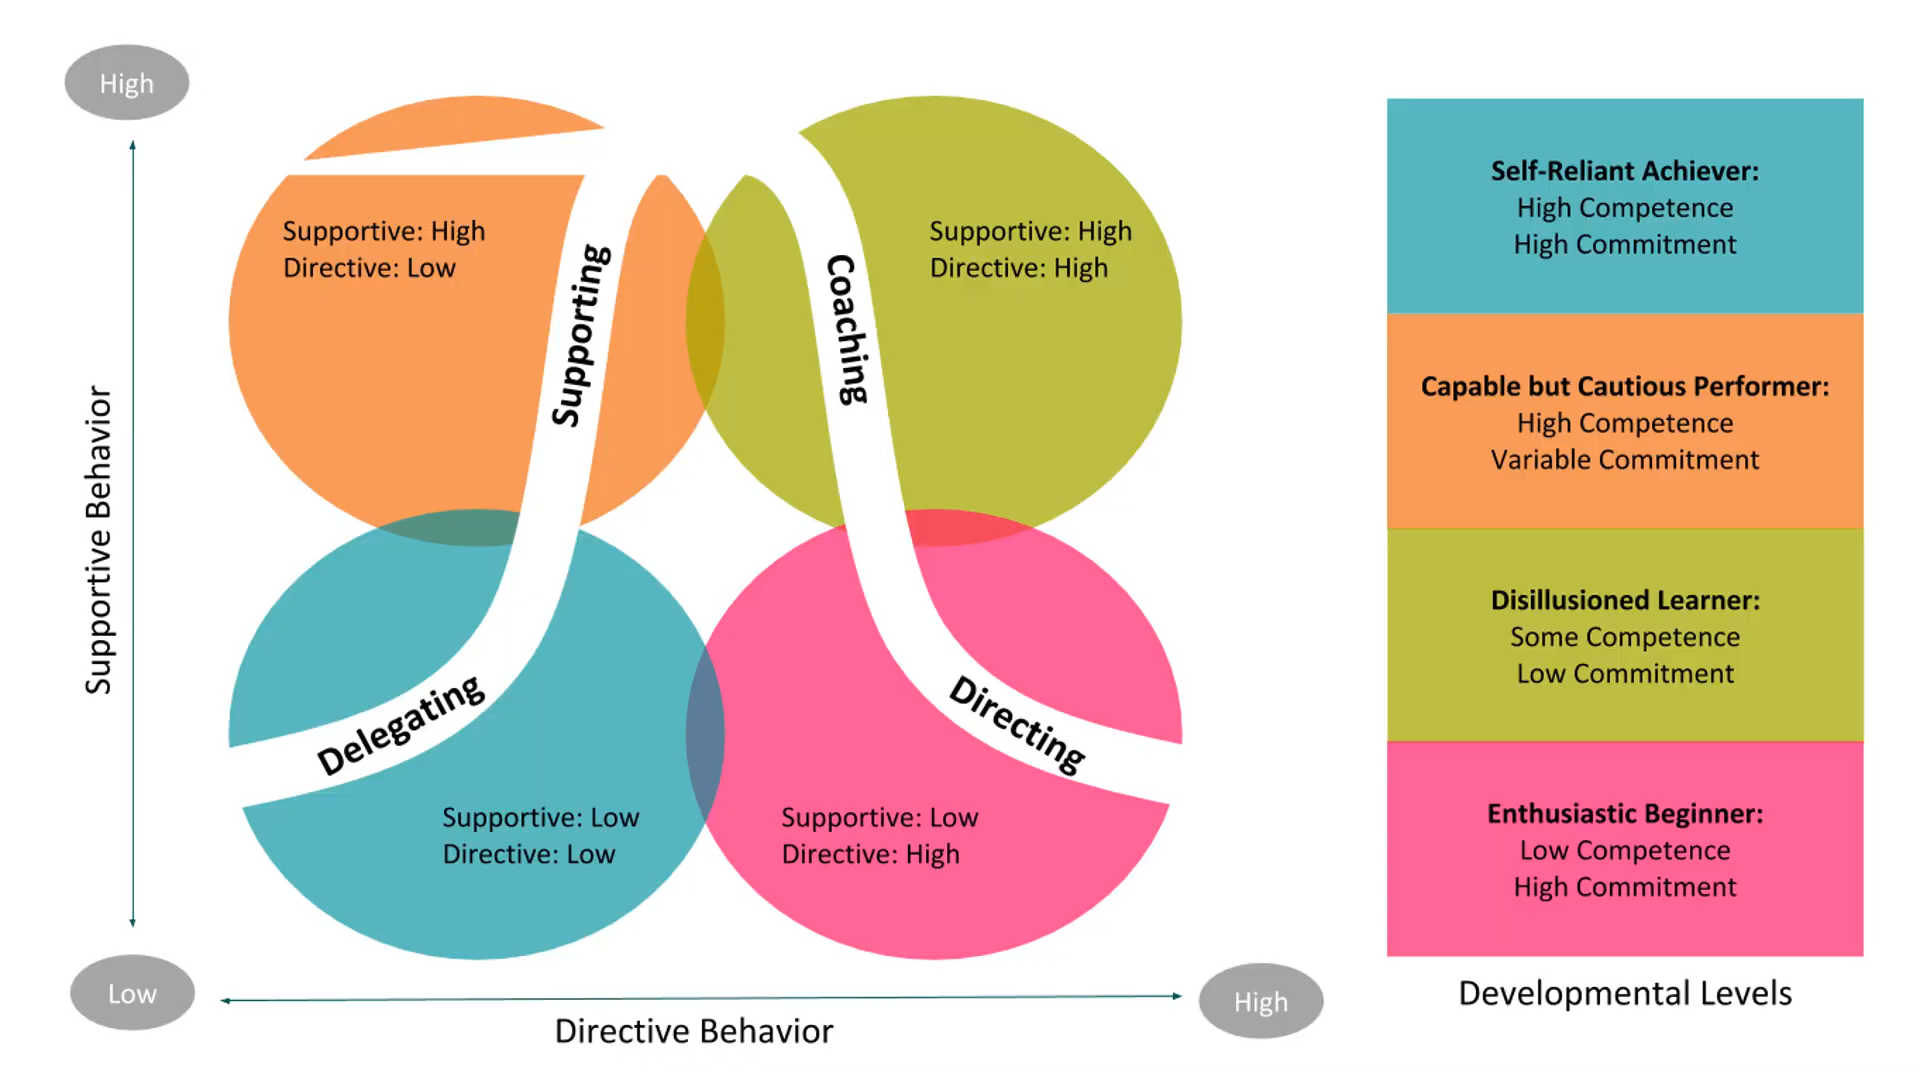 High
Supportive Behavior
Low
Supportive: High
Directive: Low
Supporting
Supportive: High
Directive: High
Coaching
Delegating
Supportive: Low
Directive: Low
Directing
Supportive: Low
Directive: High
Directive Behavior
High
Self-Reliant Achiever:
High Competence
High Commitment
Capable but Cautious Performer:
High Competence
Variable Commitment
Disillusioned Learner:
Some Competence
Low Commitment
Enthusiastic Beginner:
Low Competence
High Commitment
Developmental Levels